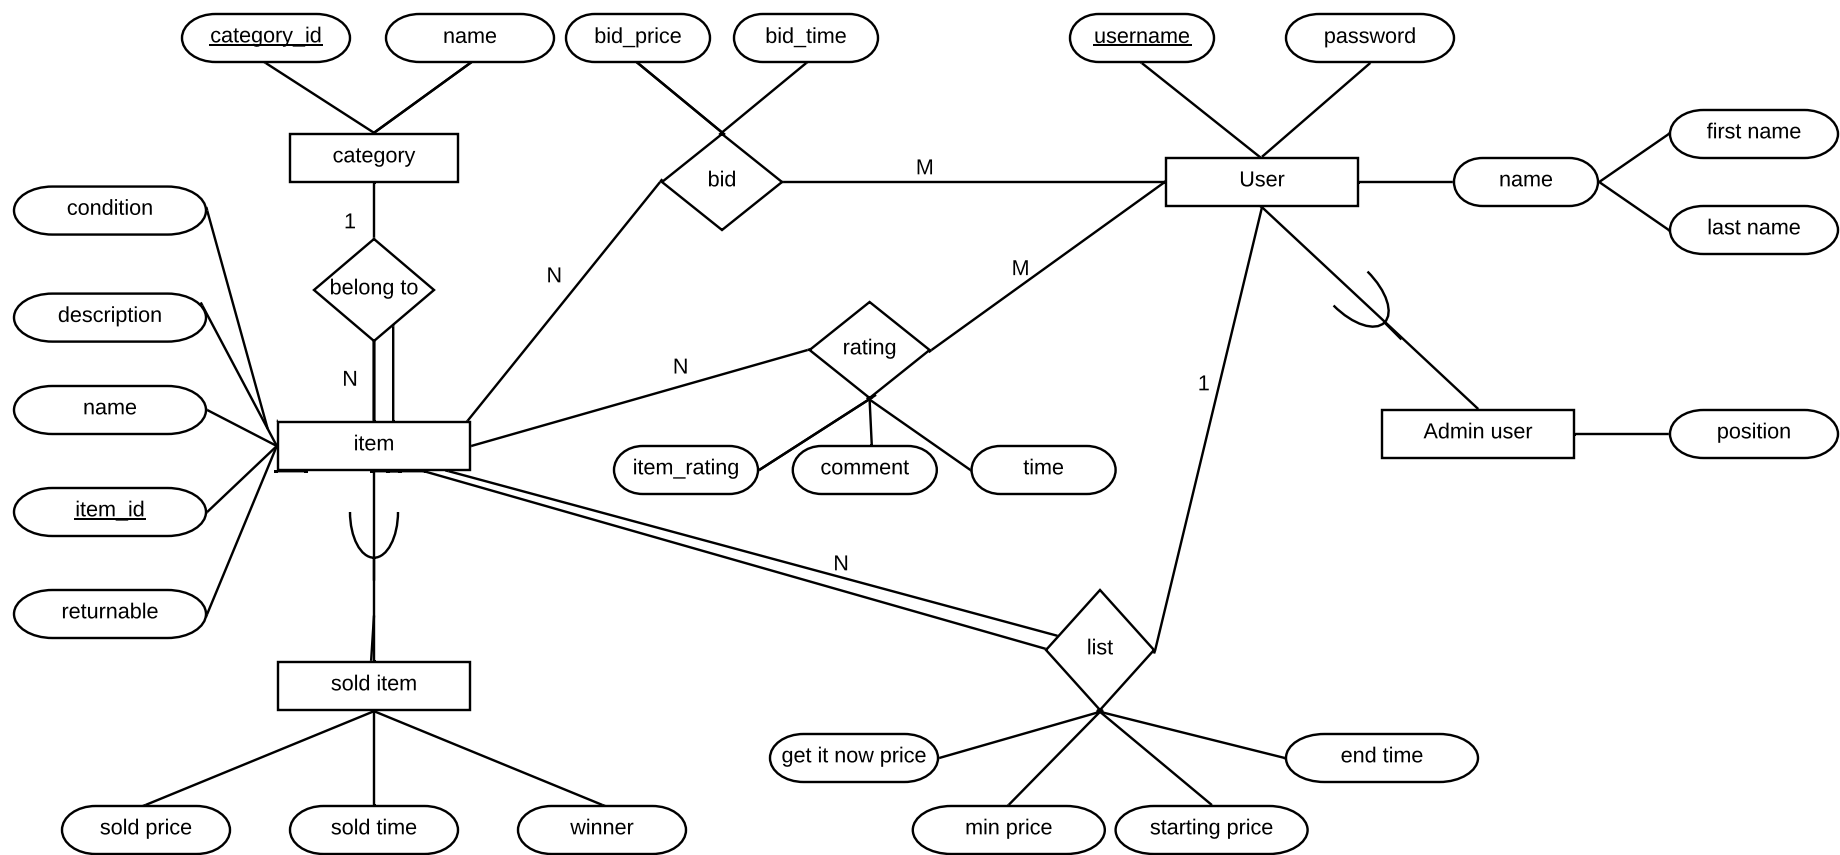 category_id
name
bid_price
bid_time
username
password
first name
category
bid
M
User
name
condition
1
last name
belong to
N
M
description
N
rating
N
1
name
item
Admin user
position
item_rating
comment
time
item_id
N
returnable
list
sold item
get it now price
end time
sold price
sold time
winner
min price
starting price